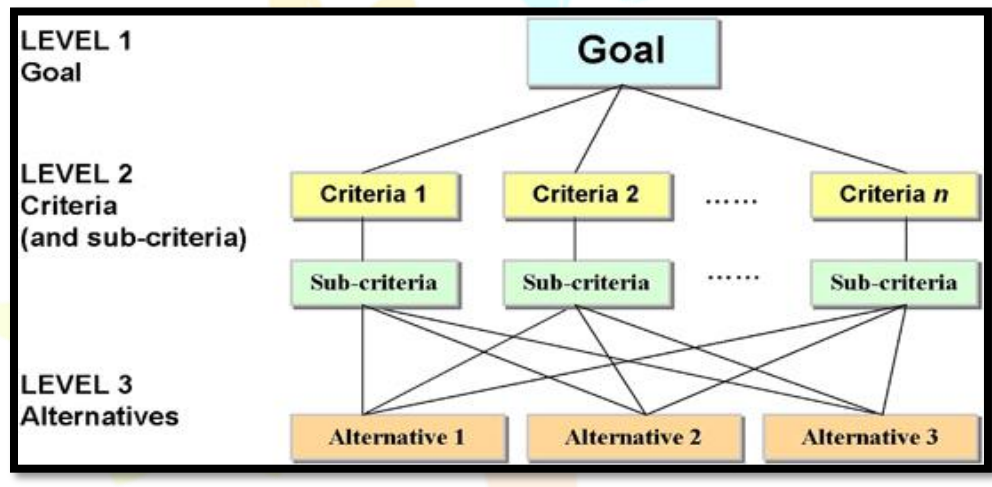 LEVEL 1
Goal
Goal
LEVEL 2
Criteria
(and sub-criteria)
Criteria 1
Criteria 2
......
Criteria n
Sub-criteria
Sub-criteria
......
Sub-criteria
LEVEL 3
Alternatives
Alternative 1
Alternative 2
Alternative 3